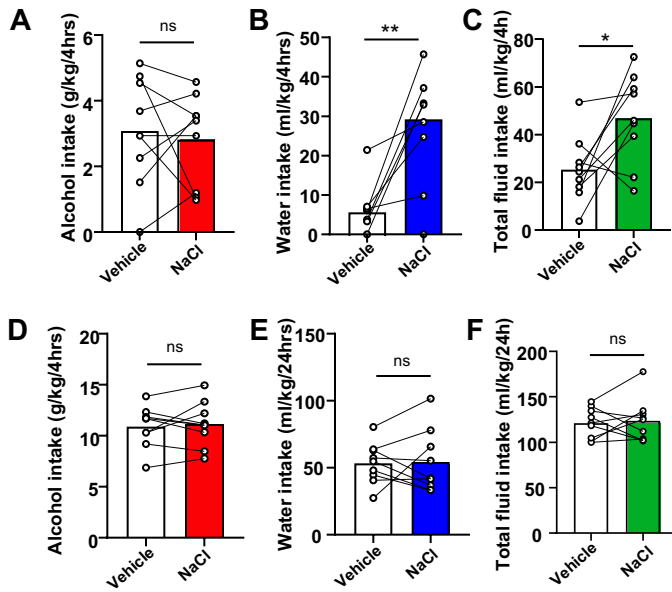 A
Alcohol intake (g/kg/4hrs)
ns
6
4
2
0
Vehicle
NaCl
B
Water intake (ml/kg/4hrs)
**
50
40
30
20
10
0
Vehicle
NaCl
C
Total fluid intake (ml/kg/4h)
*
80
60
40
20
0
Vehicle
NaCl
D
Alcohol intake (g/kg/4hrs)
ns
20
15
10
5
0
Vehicle
NaCl
E
Water intake (ml/kg/24hrs)
ns
150
100
50
0
Vehicle
NaCl
F
Total fluid intake (ml/kg/24h)
ns
200
150
100
50
0
Vehicle
NaCl